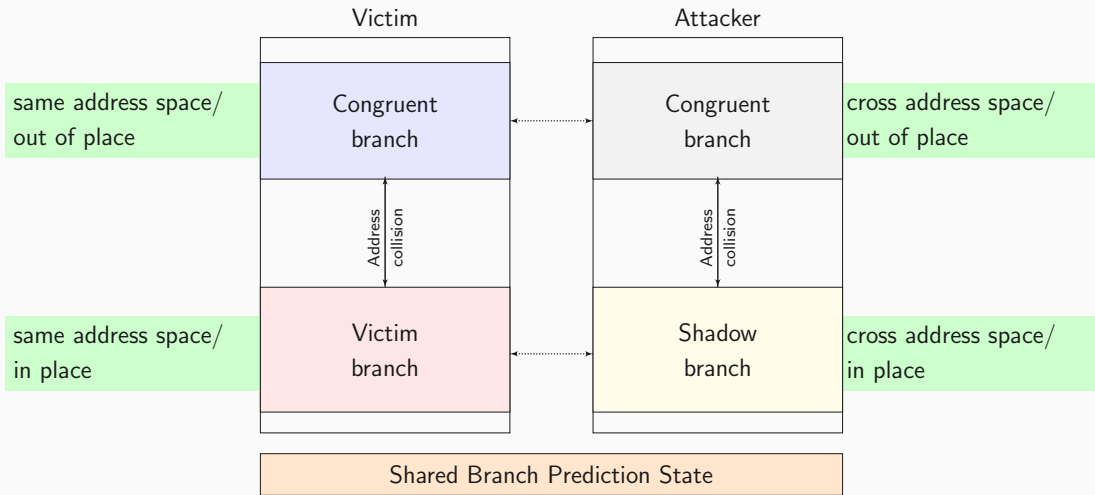 Victim
Attacker
same address space/
out of place
Congruent
branch
Congruent
branch
cross address space/
out of place
Address
collision
Address
collision
same address space/
in place
Victim
branch
Shadow
branch
cross address space/
in place
Shared Branch Prediction State